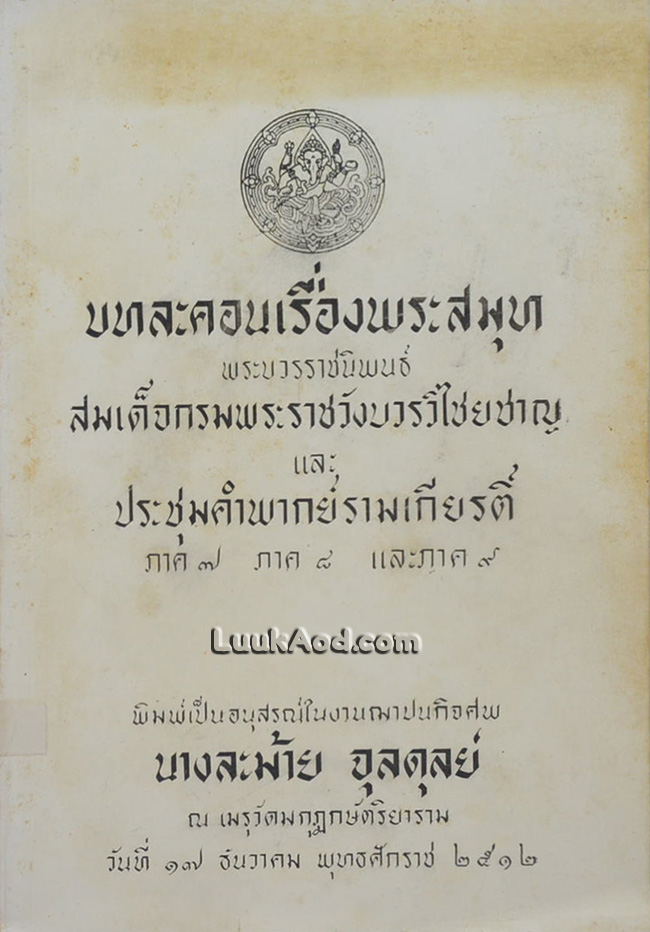 บทละคอนเรื่องพระสมุท
พระบวรราชนิพนธ์
สมเด็จกรมพระราชวังบวรวิไชยชาญ
และ
ประชุมคำพากย์รามเกียรติ์
ภาค ๗ ภาค ๘ และภาค ๙
LuukAod.com
พิมพ์เป็นอนุสรณ์ในงานฌาปนกิจศพ
นางละม้าย จุลดุลย์
ณ เมรุวัดมกุฏกษัตริยาราม
วันที่ ๑๗ ธันวาคม พุทธศักราช ๒๕๑๒